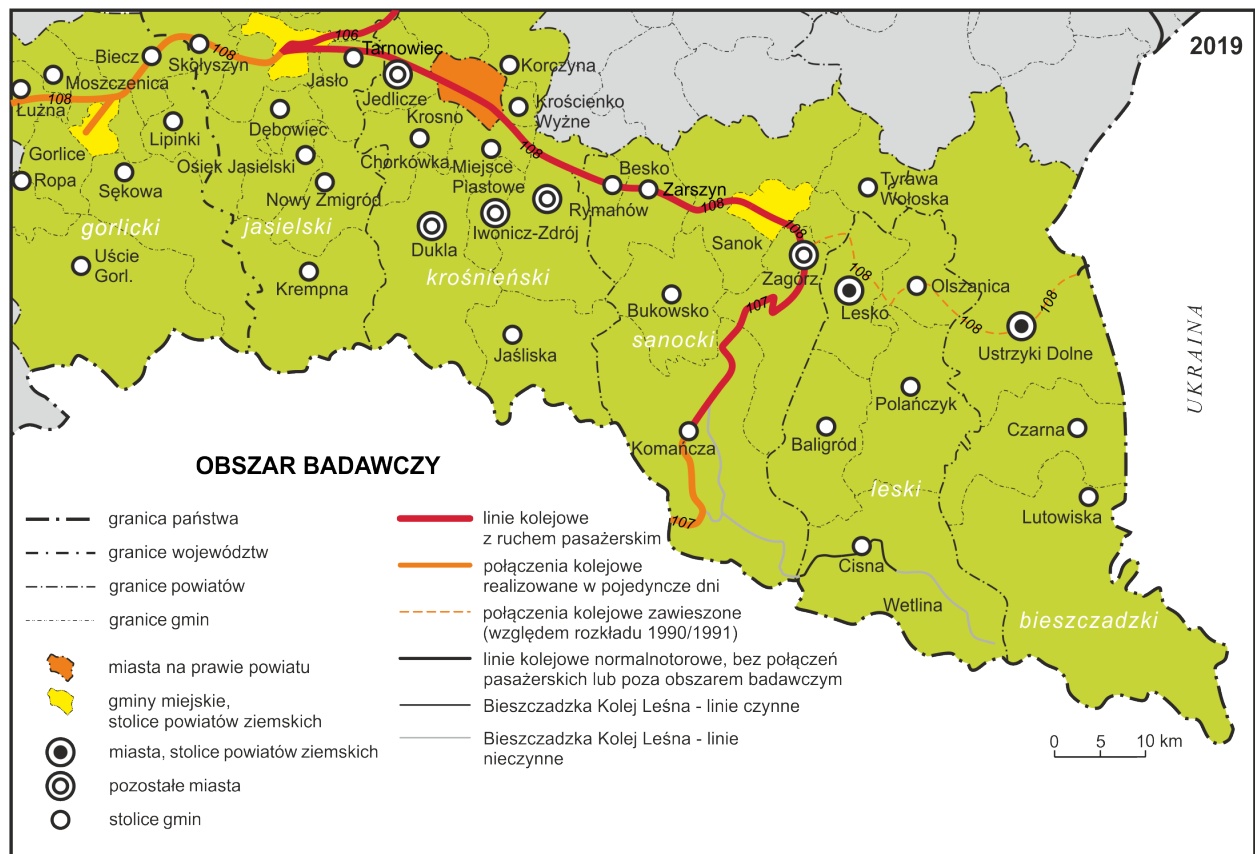 2019
106
Biecz
108
Skołyszyn
Tarnowiec
Korczyna
Moszczenica
Jasło
Jedlicze
108
Łużna
Krościenko
Wyżne
Krosno
Lipinki
Dębowiec
108
Gorlice
Osiek Jasielski
Chorkówka
Miejsce
Piastowe
Besko
Tyrawa
Wołoska
Ropa
Sękowa
Nowy Żmigród
Rymanów
Zarszyn
108
gorlicki
jasielski
Dukla
Iwonicz-Zdrój
Sanok
108
Uście
Gorl.
krośnieński
Zagórz
108
Krempna
Bukowsko
107
Lesko
Olszanica
108
108
sanocki
Jaśliska
Ustrzyki Dolne
UKRAINA
Polańczyk
Komańcza
Baligród
Czarna
leski
Lutowiska
107
Cisna
Wetlina
bieszczadzki
OBSZAR BADAWCZY
granica państwa
granice województw
granice powiatów
granice gmin
miasta na prawie powiatu
gminy miejskie,
stolice powiatów ziemskich
miasta, stolice powiatów ziemskich
pozostałe miasta
stolice gmin
linie kolejowe
z ruchem pasażerskim
połączenia kolejowe
realizowane w pojedyncze dni
połączenia kolejowe zawieszone
(względem rozkładu 1990/1991)
linie kolejowe normalnotorowe, bez połączeń
pasażerskich lub poza obszarem badawczym
Bieszczadzka Kolej Leśna - linie czynne
Bieszczadzka Kolej Leśna - linie
nieczynne
0 5 10 km